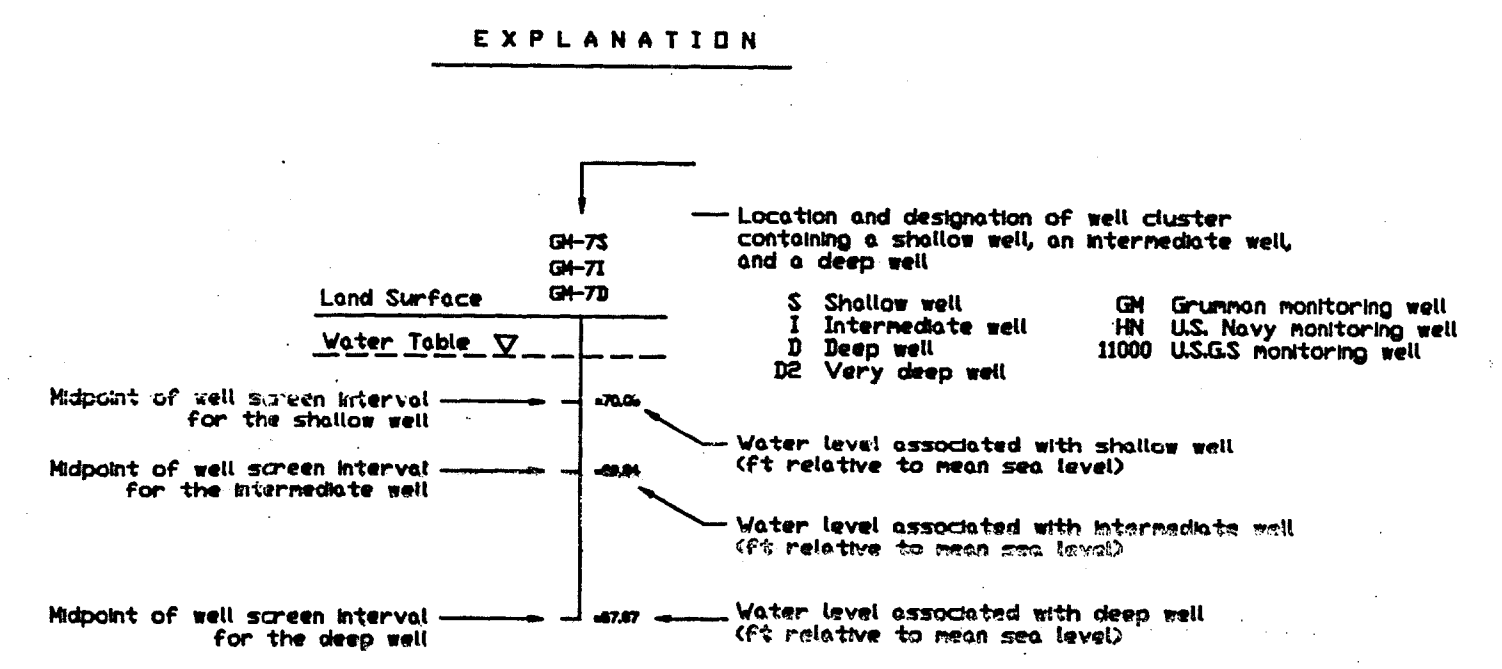 EXPLANATION
GM-7S
GM-7I
GM-7D
Location and designation of well cluster
containing a shallow well, an intermediate well,
and a deep well
Land Surface
Water Table
S Shallow well
I Intermediate well
D Deep well
D2 Very deep well
GM Grumman monitoring well
HN U.S. Navy monitoring well
11000 U.S.G.S monitoring well
Midpoint of well screen interval
for the shallow well
70.06
Water level associated with shallow well
(ft relative to mean sea level)
Midpoint of well screen interval
for the intermediate well
Water level associated with intermediate well
(ft relative to mean sea level)
Midpoint of well screen interval
for the deep well
Water level associated with deep well
(ft relative to mean sea level)